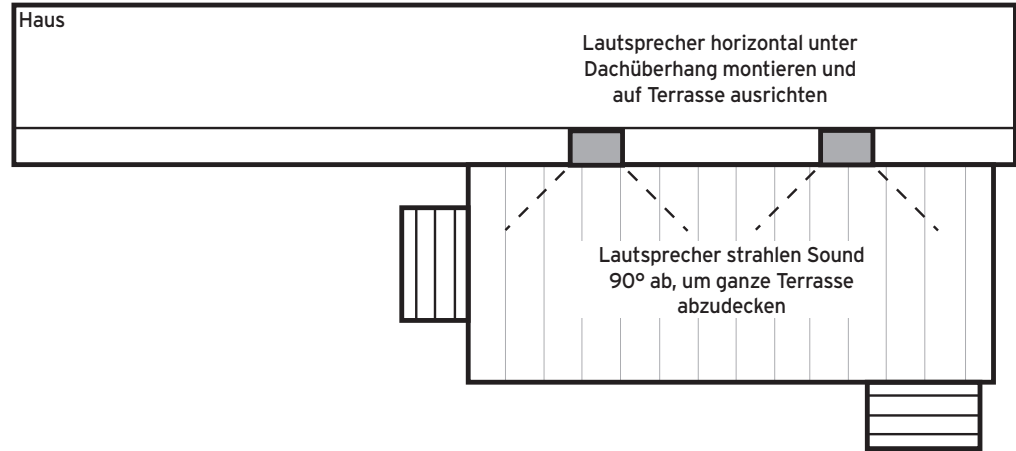 Haus
Lautsprecher horizontal unter
Dachüberhang montieren und
auf Terrasse ausrichten
Lautsprecher strahlen Sound
90° ab, um ganze Terrasse
abzudecken